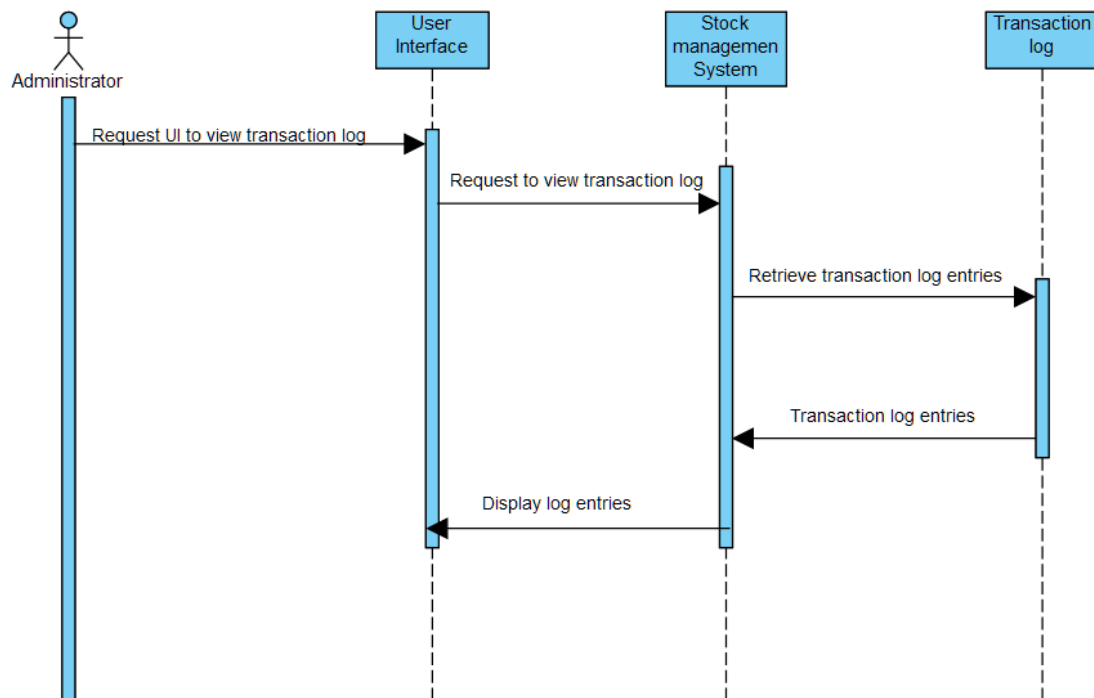 User
Interface
Stock
managemen
System
Transaction
log
Administrator
Request UI to view transaction log
Request to view transaction log
Retrieve transaction log entries
Transaction log entries
Display log entries